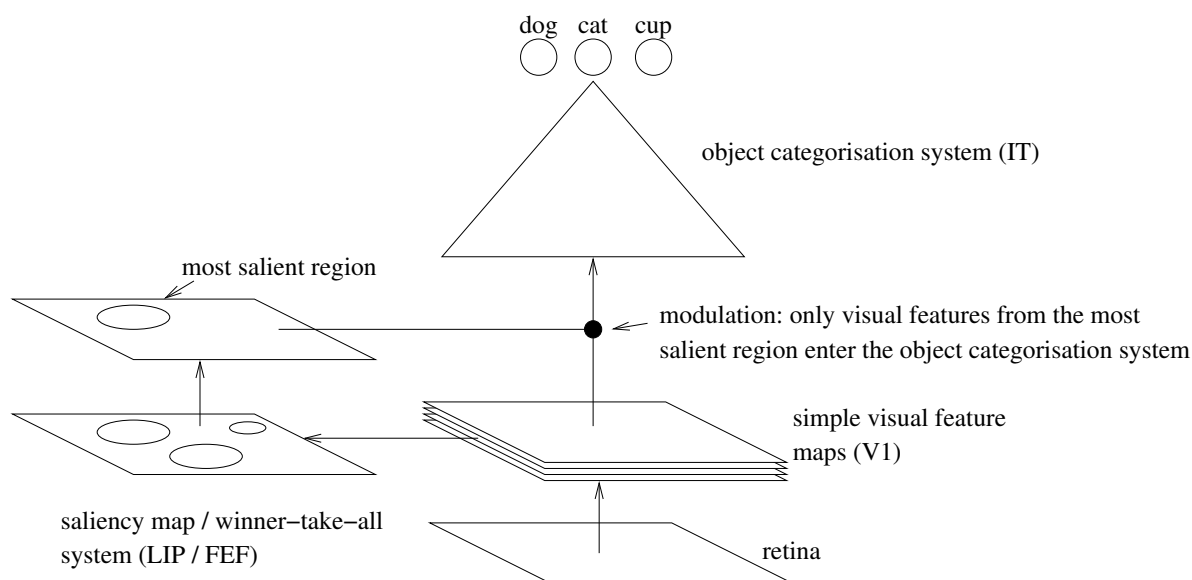 dog cat cup
object categorisation system (IT)
most salient region
modulation: only visual features from the most
salient region enter the object categorisation system
simple visual feature
maps (V1)
saliency map / winner−take−all
system (LIP / FEF)
retina